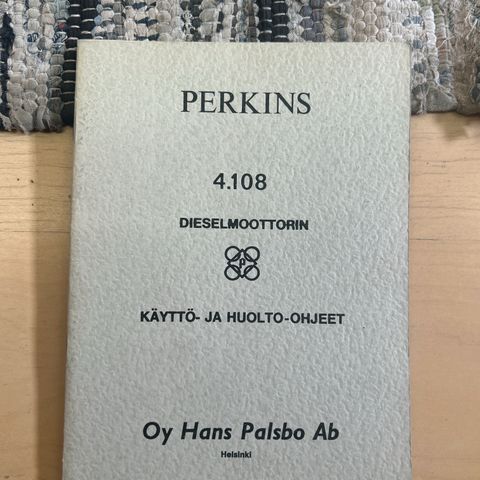 PERKINS
4.108
DIESELMOOTTORIN
P
KÄYTTÖ- JA HUOLTO-OHJEET
Oy Hans Palsbo Ab
Helsinki